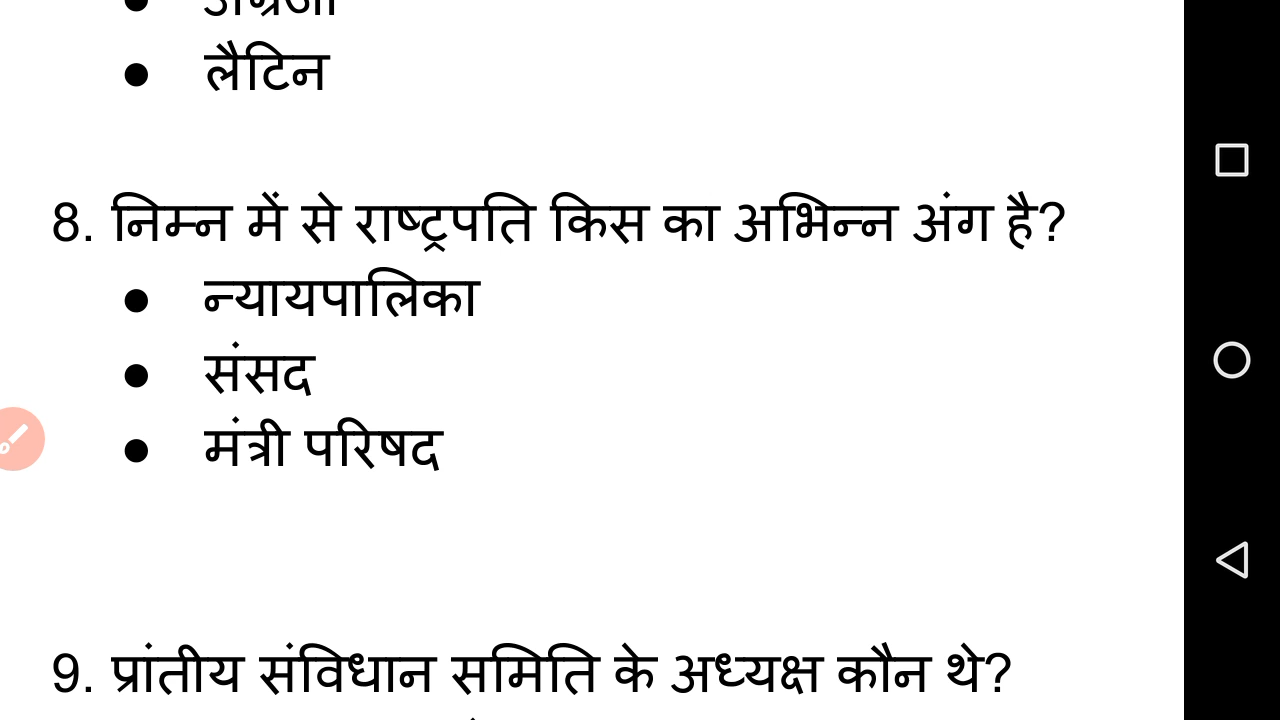 ● लैटिन
8. निम्न में से राष्ट्रपति किस का अभिन्न अंग है?
● न्यायपालिका
● संसद
● मंत्री परिषद
9. प्रांतीय संविधान समिति के अध्यक्ष कौन थे?